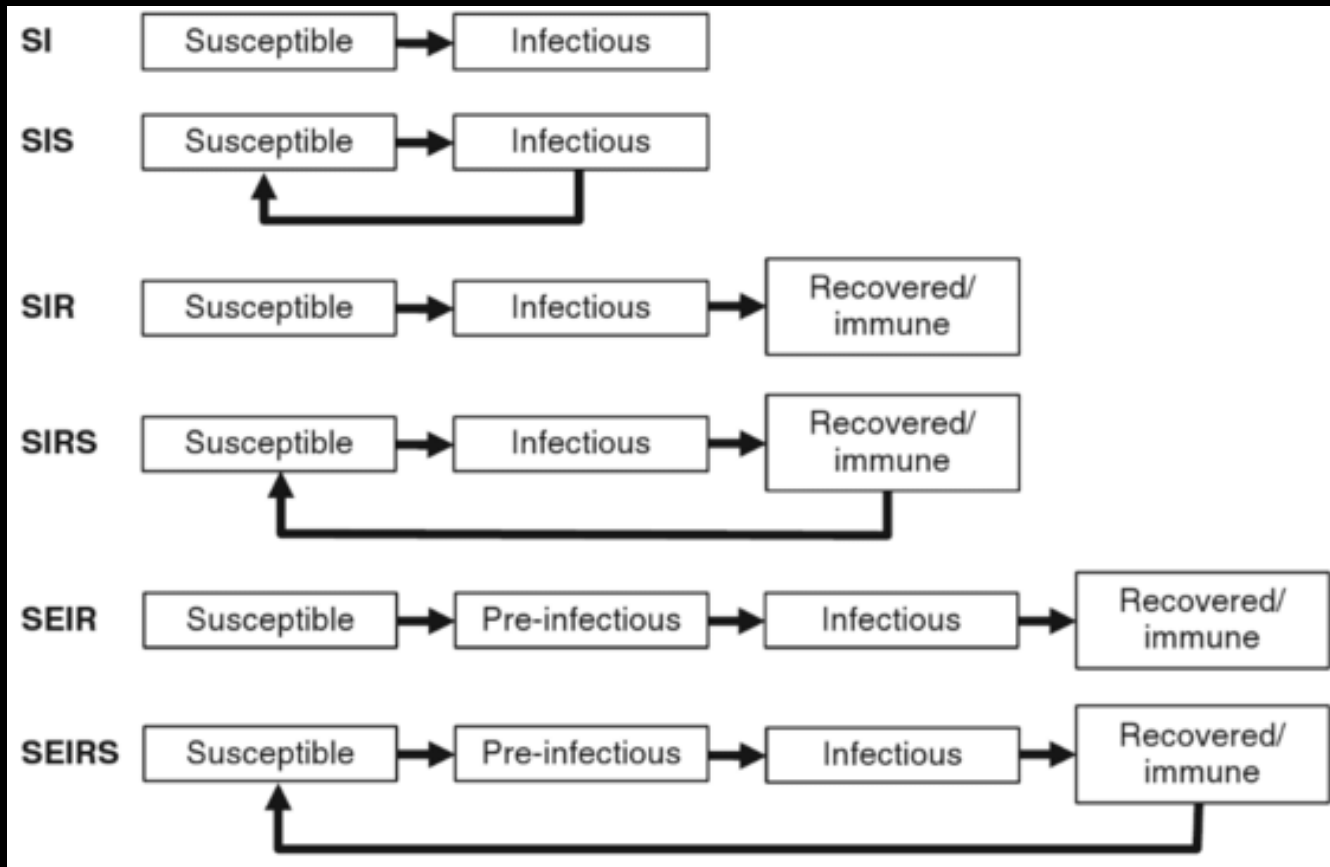 SI Susceptible Infectious
SIS Susceptible Infectious
SIR Susceptible Infectious Recovered/
immune
SIRS Susceptible Infectious Recovered/
immune
SEIR Susceptible Pre-infectious Infectious Recovered/
immune
SEIRS Susceptible Pre-infectious Infectious Recovered/
immune